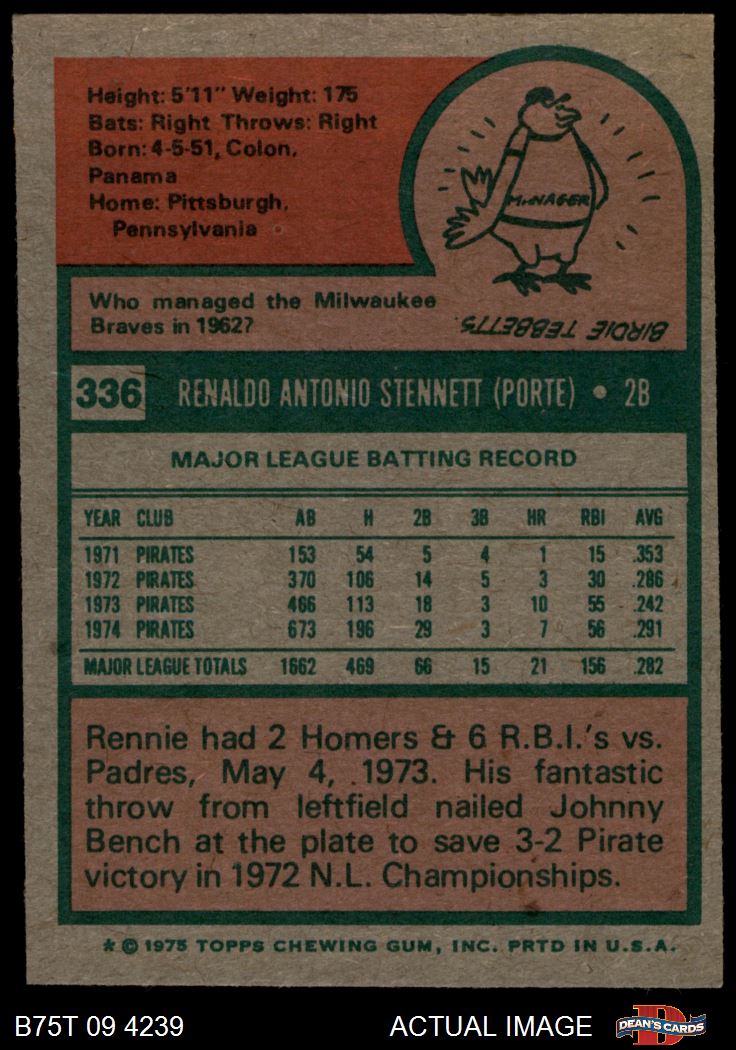 Height: 5'11" Weight: 175
Bats: Right Throws: Right
Born: 4-5-51, Colon,
Panama
Home: Pittsburgh,
Pennsylvania
MANAGER
Who managed the Milwaukee
Braves in 1962?
BIRDIE TEBBETTS
336 RENALDO ANTONIO STENNETT (PORTE) • 2B
MAJOR LEAGUE BATTING RECORD
YEAR CLUB AB H 2B 3B HR RBI AVG
1971 PIRATES 153 54 5 4 1 15 .353
1972 PIRATES 370 106 14 5 3 30 .286
1973 PIRATES 466 113 18 3 10 55 .242
1974 PIRATES 673 196 29 3 7 56 .291
MAJOR LEAGUE TOTALS 1662 469 66 15 21 156 .282
Rennie had 2 Homers & 6 R.B.I.'s vs.
Padres, May 4, 1973. His fantastic
throw from leftfield nailed Johnny
Bench at the plate to save 3-2 Pirate
victory in 1972 N.L. Championships.
* © 1975 TOPPS CHEWING GUM, INC. PRTD IN U.S.A.
B75T 09 4239 ACTUAL IMAGE DEAN'S CARDS